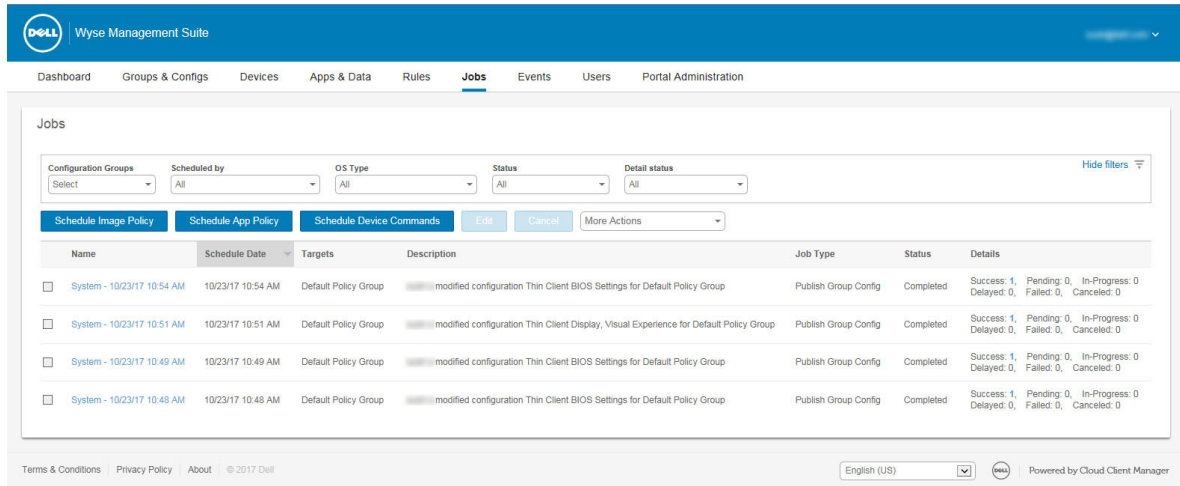 DELL Wyse Management Suite
Dashboard Groups & Configs Devices Apps & Data Rules Jobs Events Users Portal Administration
Jobs
Configuration Groups Scheduled by OS Type Status Detail status Hide filters
Select All All All All
Schedule Image Policy Schedule App Policy Schedule Device Commands Edit Cancel More Actions
Name Schedule Date Targets Description Job Type Status Details
System - 10/23/17 10:54 AM 10/23/17 10:54 AM Default Policy Group modified configuration Thin Client BIOS Settings for Default Policy Group Publish Group Config Completed Success: 1, Pending: 0, In-Progress: 0
Delayed: 0, Failed: 0, Canceled: 0
System - 10/23/17 10:51 AM 10/23/17 10:51 AM Default Policy Group modified configuration Thin Client Display, Visual Experience for Default Policy Group Publish Group Config Completed Success: 1, Pending: 0, In-Progress: 0
Delayed: 0, Failed: 0, Canceled: 0
System - 10/23/17 10:49 AM 10/23/17 10:49 AM Default Policy Group modified configuration Thin Client BIOS Settings for Default Policy Group Publish Group Config Completed Success: 1, Pending: 0, In-Progress: 0
Delayed: 0, Failed: 0, Canceled: 0
System - 10/23/17 10:48 AM 10/23/17 10:48 AM Default Policy Group modified configuration Thin Client BIOS Settings for Default Policy Group Publish Group Config Completed Success: 1, Pending: 0, In-Progress: 0
Delayed: 0, Failed: 0, Canceled: 0
Terms & Conditions Privacy Policy About © 2017 Dell English (US) DELL Powered by Cloud Client Manager